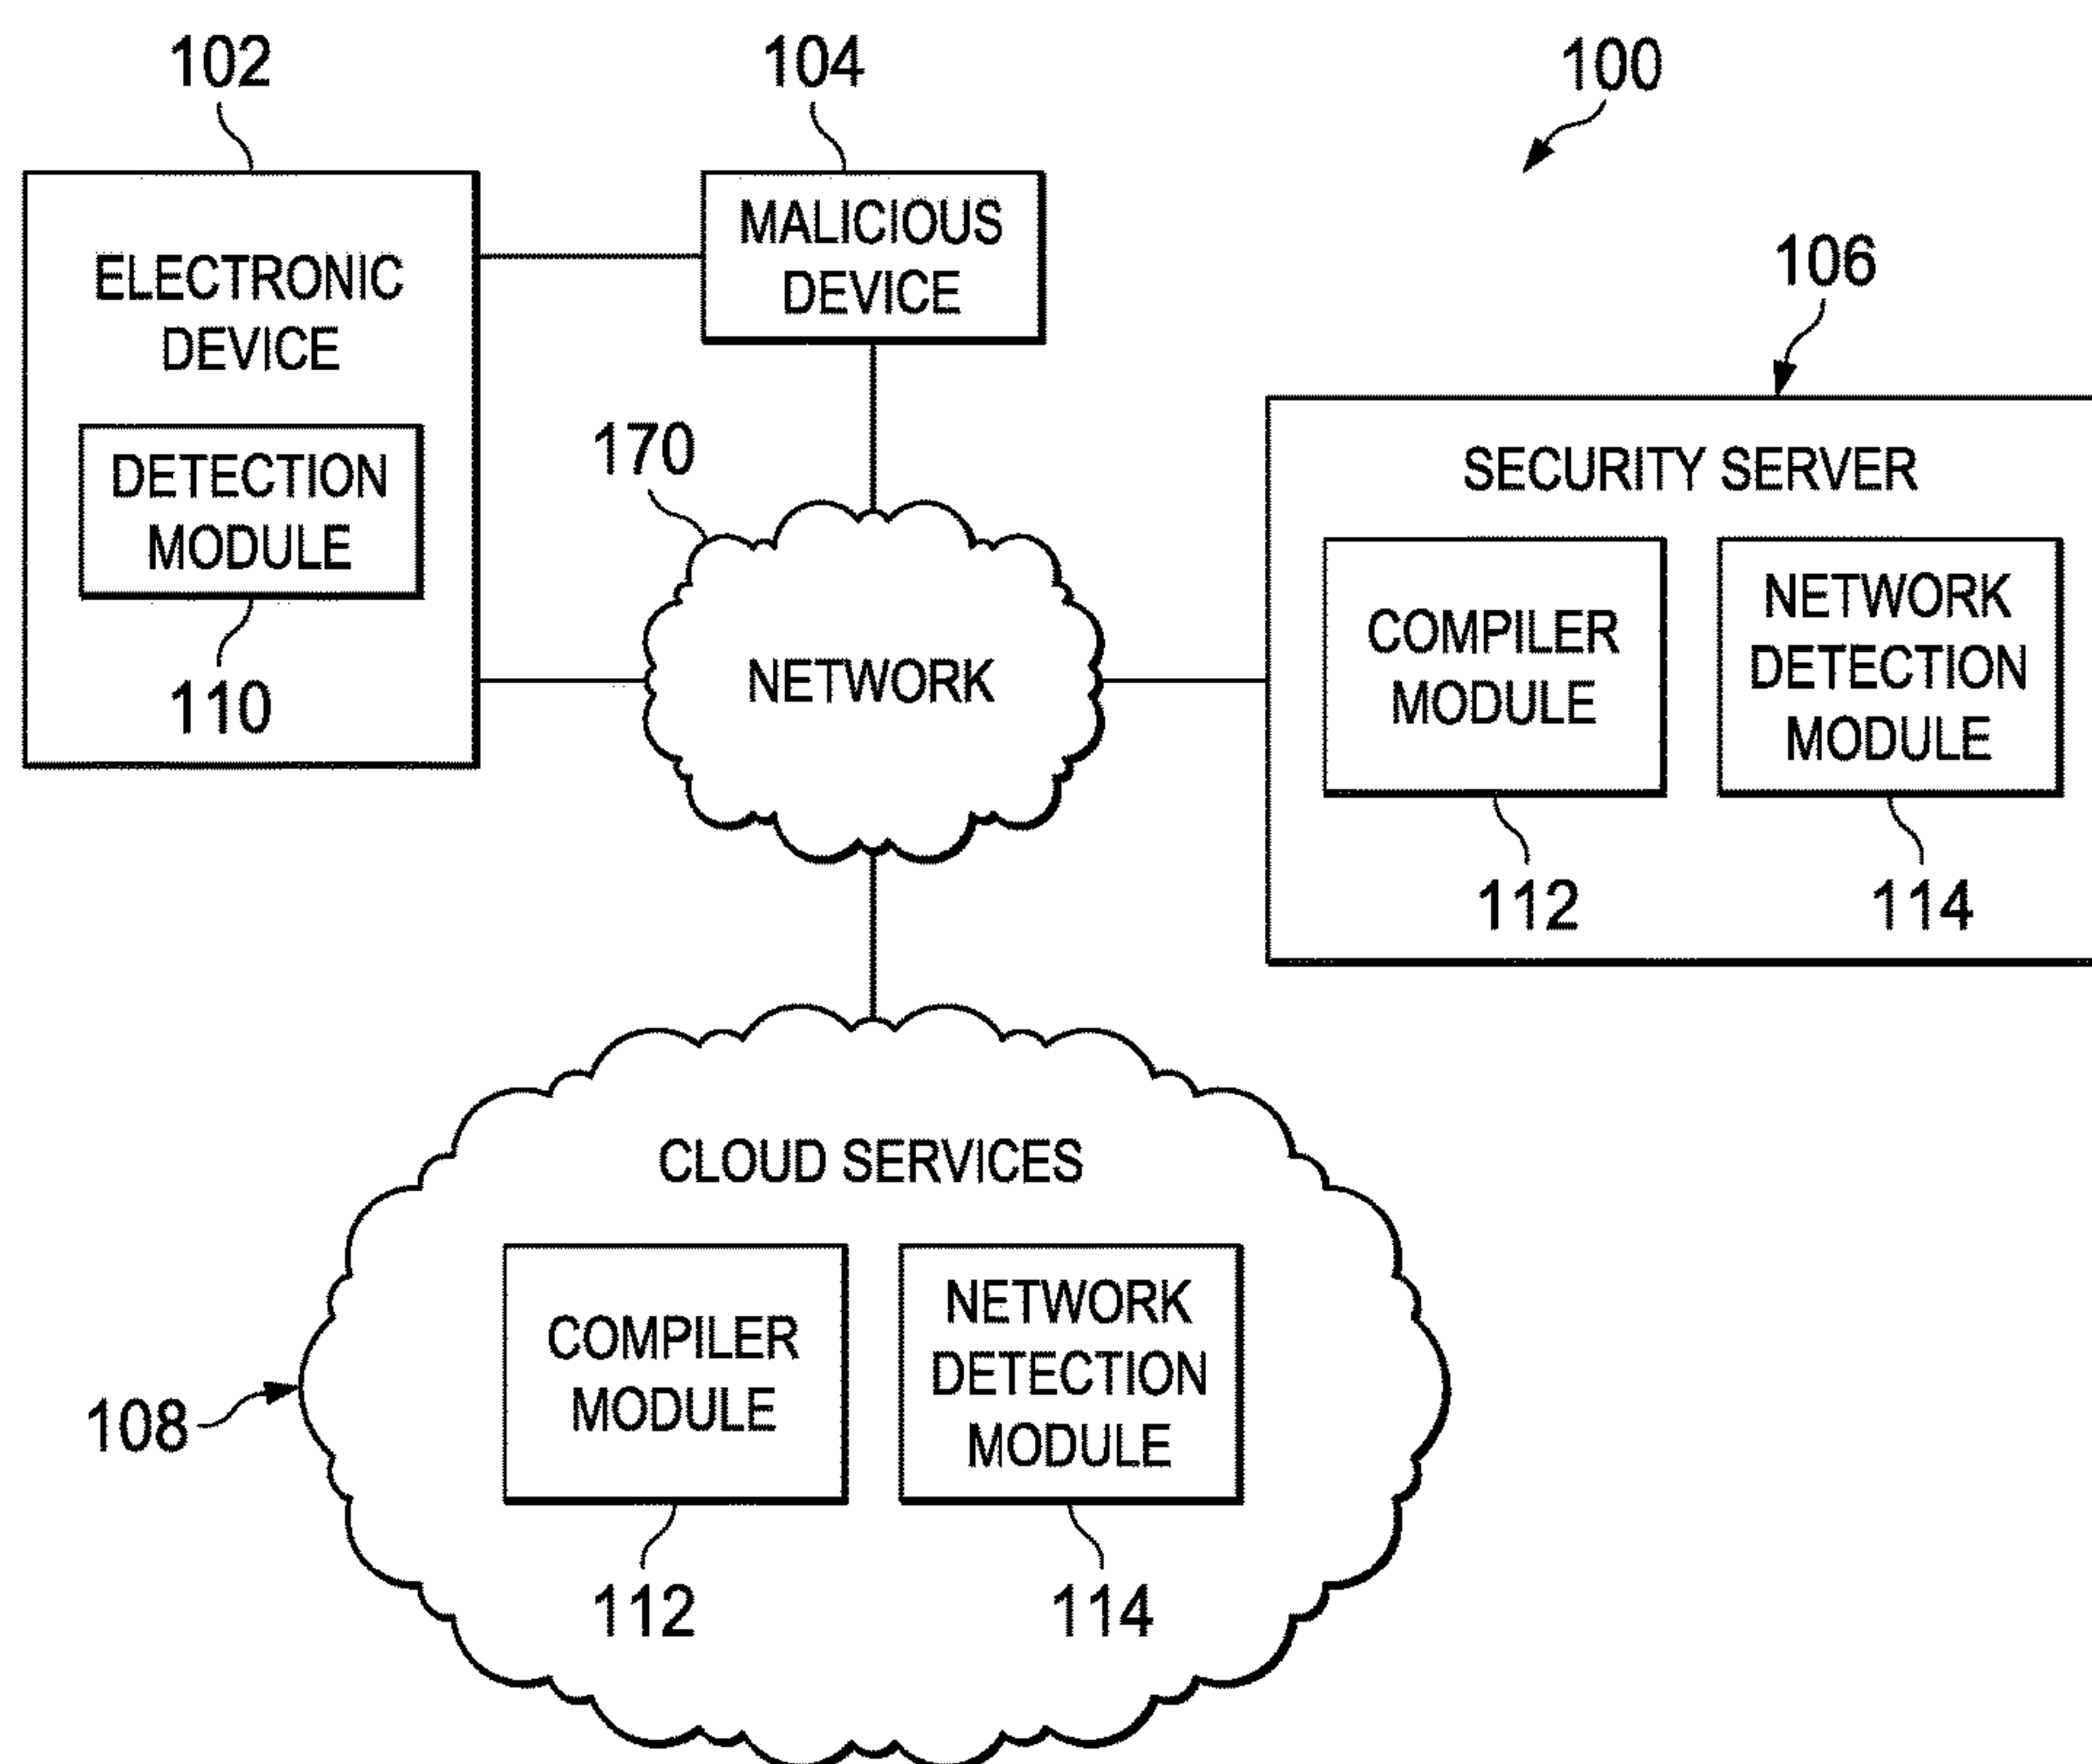 102
104
100
ELECTRONIC
DEVICE
DETECTION
MODULE
110
MALICIOUS
DEVICE
106
170
NETWORK
SECURITY SERVER
COMPILER
MODULE
112
NETWORK
DETECTION
MODULE
114
CLOUD SERVICES
COMPILER
MODULE
112
NETWORK
DETECTION
MODULE
114
108